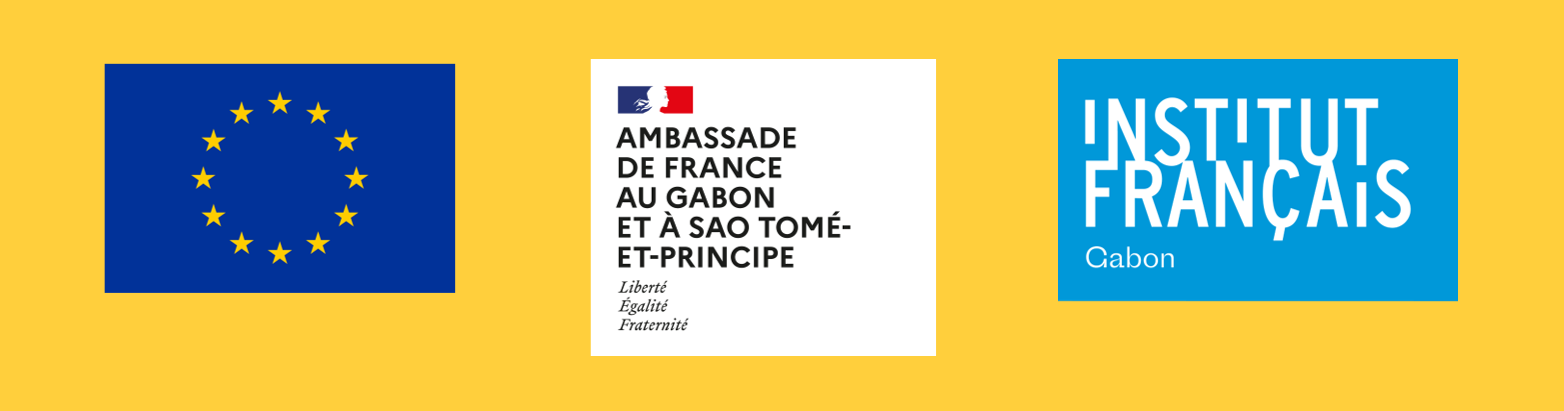 AMBASSADE
DE FRANCE
AU GABON
ET À SAO TOMÉ-
ET-PRINCIPE
Liberté
Égalité
Fraternité
INSTITUT
FRANÇAIS
Gabon